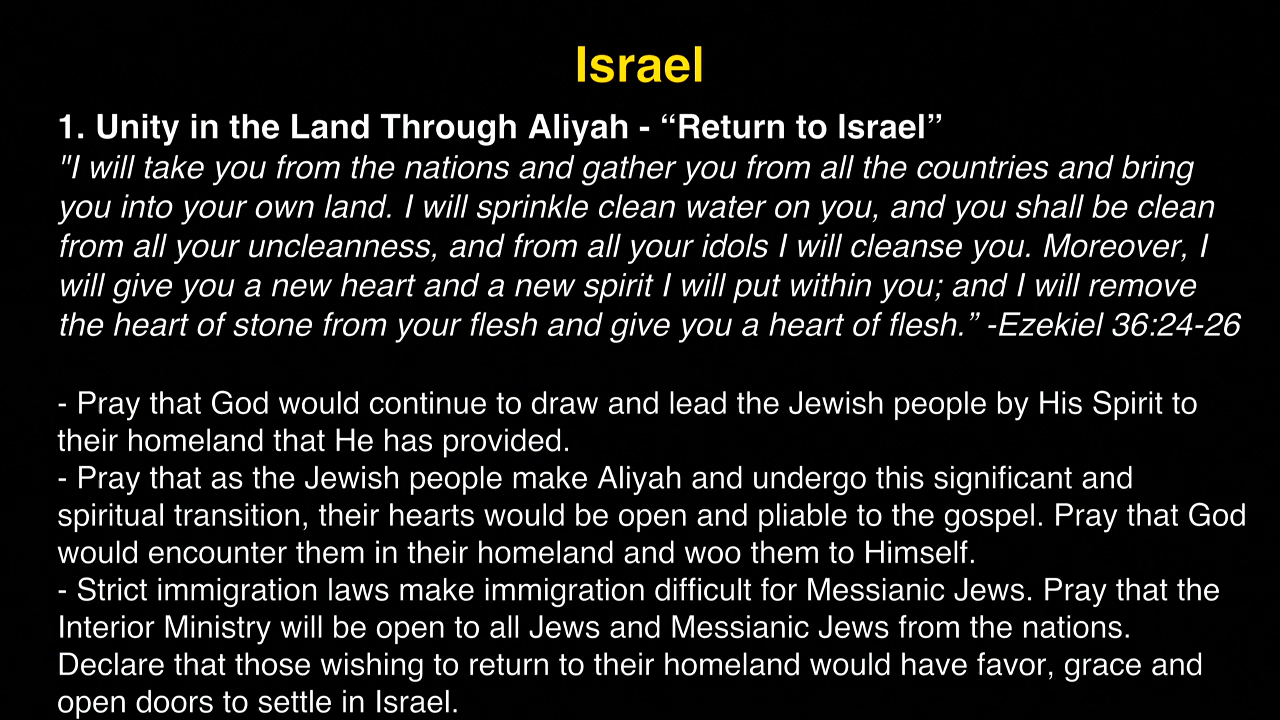 Israel
1. Unity in the Land Through Aliyah - “Return to Israel”
"I will take you from the nations and gather you from all the countries and bring
you into your own land. I will sprinkle clean water on you, and you shall be clean
from all your uncleanness, and from all your idols I will cleanse you. Moreover, I
will give you a new heart and a new spirit I will put within you; and I will remove
the heart of stone from your flesh and give you a heart of flesh.” -Ezekiel 36:24-26
- Pray that God would continue to draw and lead the Jewish people by His Spirit to
their homeland that He has provided.
- Pray that as the Jewish people make Aliyah and undergo this significant and
spiritual transition, their hearts would be open and pliable to the gospel. Pray that God
would encounter them in their homeland and woo them to Himself.
- Strict immigration laws make immigration difficult for Messianic Jews. Pray that the
Interior Ministry will be open to all Jews and Messianic Jews from the nations.
Declare that those wishing to return to their homeland would have favor, grace and
open doors to settle in Israel.